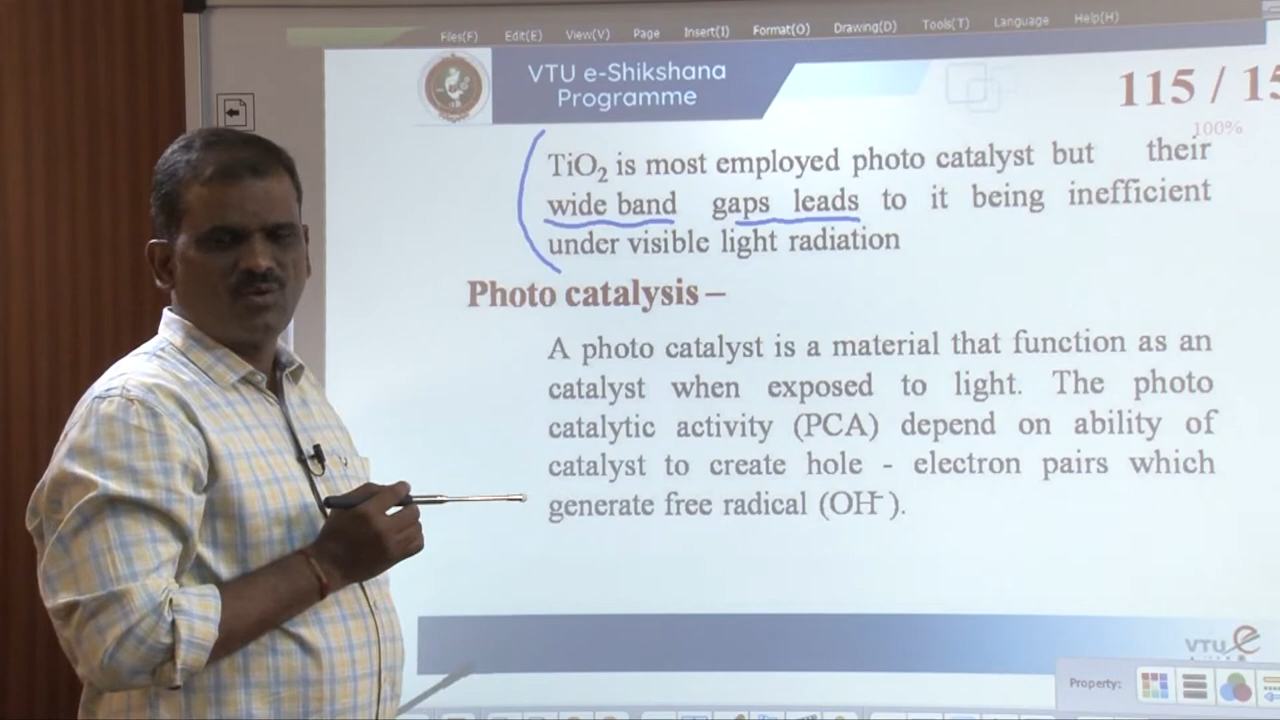 Files(F) Edit(E) View(V) Page Insert(I) Format(O) Drawing(D) Tools(T) Language Help(H)
VTU e-Shikshana
Programme
115 / 15
100%
TiO₂ is most employed photo catalyst but their
wide band gaps leads to it being inefficient
under visible light radiation
Photo catalysis –
A photo catalyst is a material that function as an
catalyst when exposed to light. The photo
catalytic activity (PCA) depend on ability of
catalyst to create hole - electron pairs which
generate free radical (OH⁻).
VTU e
Property: